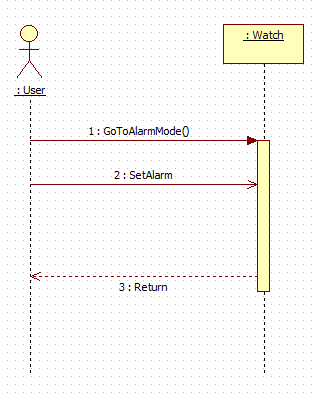 : User
: Watch
1 : GoToAlarmMode()
2 : SetAlarm
3 : Return